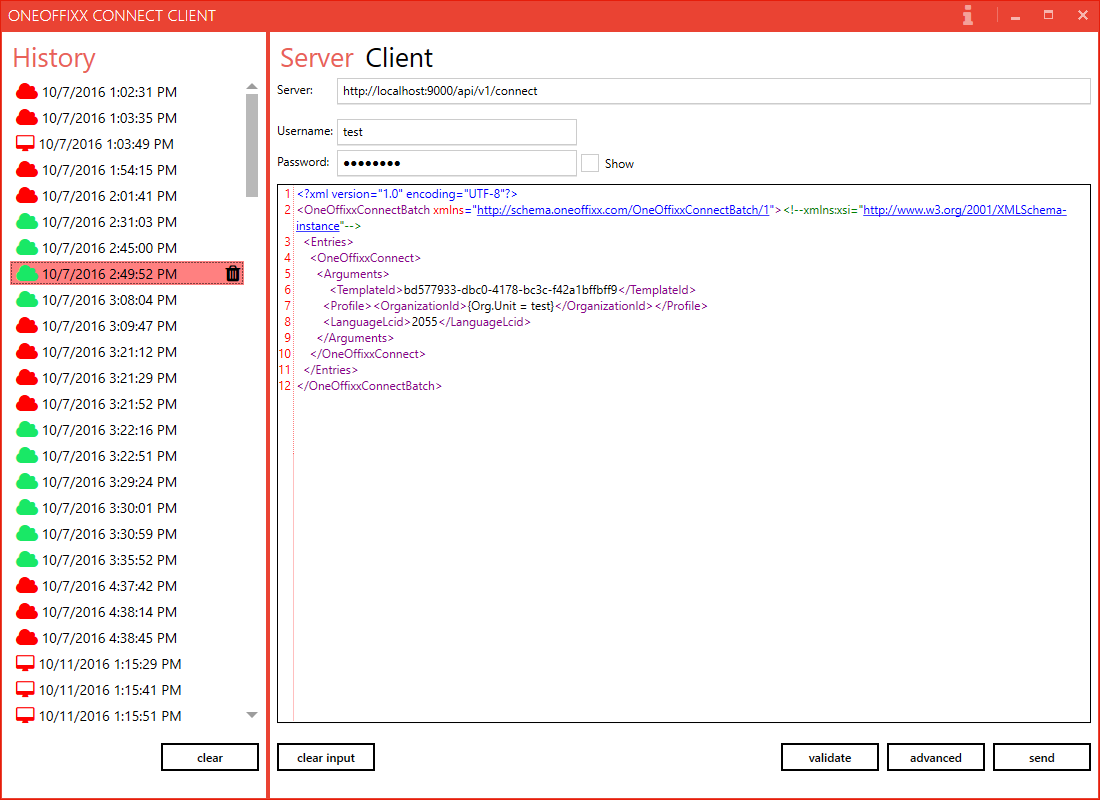 ONEOFFIXX CONNECT CLIENT
History
10/7/2016 1:02:31 PM
10/7/2016 1:03:35 PM
10/7/2016 1:03:49 PM
10/7/2016 1:54:15 PM
10/7/2016 2:01:41 PM
10/7/2016 2:31:03 PM
10/7/2016 2:45:00 PM
10/7/2016 2:49:52 PM
10/7/2016 3:08:04 PM
10/7/2016 3:09:47 PM
10/7/2016 3:21:12 PM
10/7/2016 3:21:29 PM
10/7/2016 3:21:52 PM
10/7/2016 3:22:16 PM
10/7/2016 3:22:51 PM
10/7/2016 3:29:24 PM
10/7/2016 3:30:01 PM
10/7/2016 3:30:59 PM
10/7/2016 3:35:52 PM
10/7/2016 4:37:42 PM
10/7/2016 4:38:14 PM
10/7/2016 4:38:45 PM
10/11/2016 1:15:29 PM
10/11/2016 1:15:41 PM
10/11/2016 1:15:51 PM
clear
Server Client
Server: http://localhost:9000/api/v1/connect
Username: test
Password: ●●●●●●●● Show
1 <?xml version="1.0" encoding="UTF-8"?>
2 <OneOffixxConnectBatch xmlns="http://schema.oneoffixx.com/OneOffixxConnectBatch/1"><!--xmlns:xsi="http://www.w3.org/2001/XMLSchema-
instance"-->
3 <Entries>
4 <OneOffixxConnect>
5 <Arguments>
6 <TemplateId>bd577933-dbc0-4178-bc3c-f42a1bffbff9</TemplateId>
7 <Profile><OrganizationId>{Org.Unit = test}</OrganizationId></Profile>
8 <LanguageLcid>2055</LanguageLcid>
9 </Arguments>
10 </OneOffixxConnect>
11 </Entries>
12 </OneOffixxConnectBatch>
clear input validate advanced send